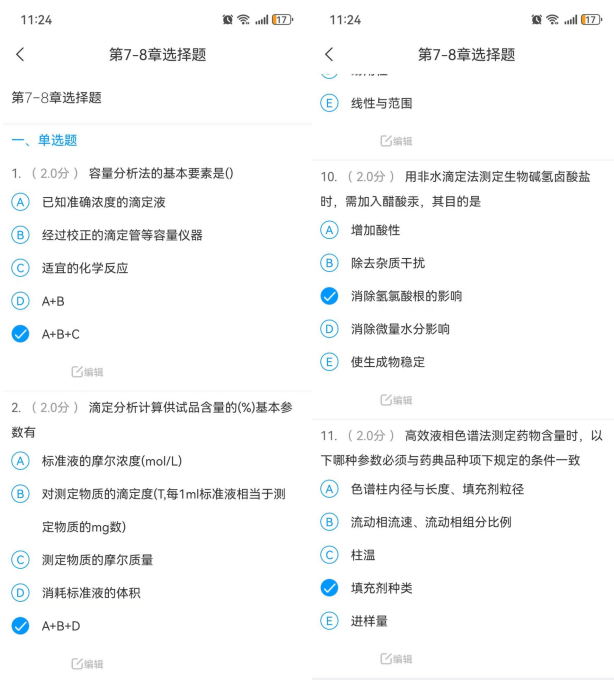 11:24
17
第7-8章选择题
第7-8章选择题
一、单选题
1. （ 2.0分 ） 容量分析法的基本要素是()
A 已知准确浓度的滴定液
B 经过校正的滴定管等容量仪器
C 适宜的化学反应
D A+B
A+B+C
编辑
2. （ 2.0分 ） 滴定分析计算供试品含量的(%)基本参
数有
A 标准液的摩尔浓度(mol/L)
B 对测定物质的滴定度(T,每1ml标准液相当于测
定物质的mg数)
C 测定物质的摩尔质量
D 消耗标准液的体积
A+B+D
编辑
11:24
17
第7-8章选择题
E 线性与范围
编辑
10. （ 2.0分 ） 用非水滴定法测定生物碱氢卤酸盐
时，需加入醋酸汞，其目的是
A 增加酸性
B 除去杂质干扰
消除氢氯酸根的影响
D 消除微量水分影响
E 使生成物稳定
编辑
11. （ 2.0分 ） 高效液相色谱法测定药物含量时，以
下哪种参数必须与药典品种项下规定的条件一致
A 色谱柱内径与长度、填充剂粒径
B 流动相流速、流动相组分比例
C 柱温
填充剂种类
E 进样量
编辑